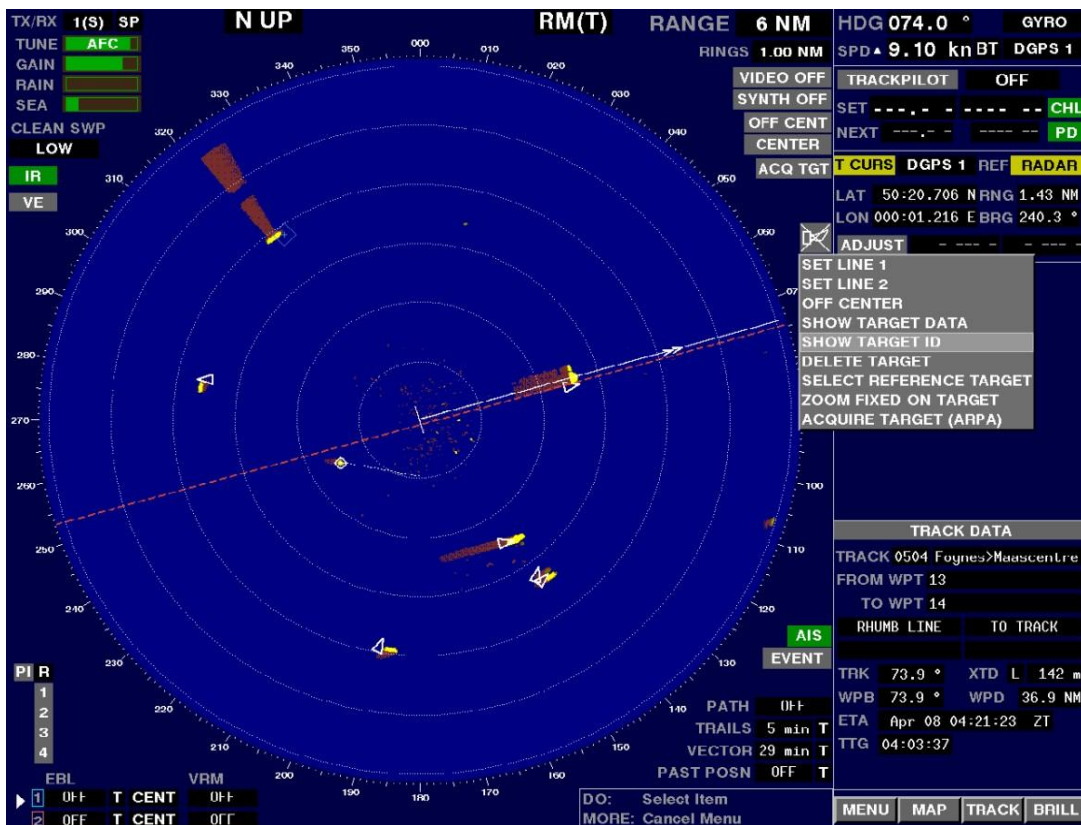 TX/RX 1(S) SP
TUNE AFC
GAIN
RAIN
SEA
CLEAN SWP
LOW
IR
VE
N UP
RM(T)
RANGE 6 NM
RINGS 1.00 NM
VIDEO OFF
SYNTH OFF
OFF CENT
CENTER
ACQ TGT
000
020
030
040
050
060
07
100
110
120
130
140
150
160
170
180
190
200
210
220
230
240
250
260
270
280
290
300
310
320
330
340
350
HDG 074.0 ° GYRO
SPD▲ 9.10 kn BT DGPS 1
TRACKPILOT OFF
SET ---.- - ---- -- CHL
NEXT ---.- - ---- -- PD
T CURS DGPS 1 REF RADAR
LAT 50:20.706 N RNG 1.43 NM
LON 000:01.216 E BRG 240.3 °
ADJUST - --- - - --- -
SET LINE 1
SET LINE 2
OFF CENTER
SHOW TARGET DATA
SHOW TARGET ID
DELETE TARGET
SELECT REFERENCE TARGET
ZOOM FIXED ON TARGET
ACQUIRE TARGET (ARPA)
TRACK DATA
TRACK 0504 Foynes>Maascentre
FROM WPT 13
TO WPT 14
RHUMB LINE TO TRACK
TRK 73.9 ° XTD L 142 m
WPB 73.9 ° WPD 36.9 NM
ETA Apr 08 04:21:23 ZT
TTG 04:03:37
AIS
EVENT
PATH OFF
TRAILS 5 min T
VECTOR 29 min T
PAST POSN OFF T
PI R
1
2
3
4
EBL VRM
1 OFF T CENT OFF
2 OFF T CENT OFF
DO: Select Item
MORE: Cancel Menu
MENU MAP TRACK BRILL